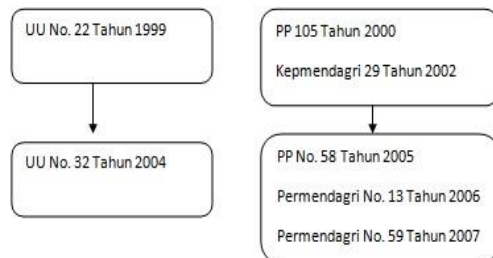 UU No. 22 Tahun 1999
PP 105 Tahun 2000
Kepmendagri 29 Tahun 2002
UU No. 32 Tahun 2004
PP No. 58 Tahun 2005
Permendagri No. 13 Tahun 2006
Permendagri No. 59 Tahun 2007